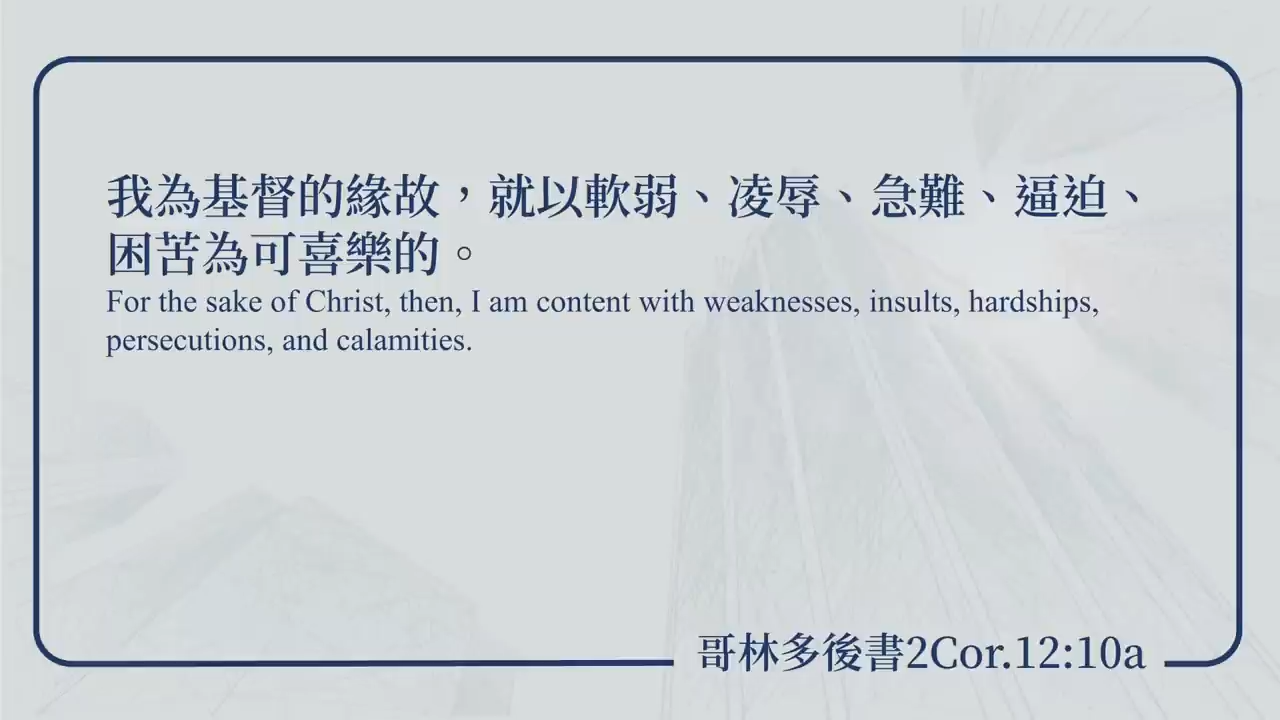 我為基督的緣故，就以軟弱、凌辱、急難、逼迫、
困苦為可喜樂的。
For the sake of Christ, then, I am content with weaknesses, insults, hardships,
persecutions, and calamities.
哥林多後書2Cor.12:10a